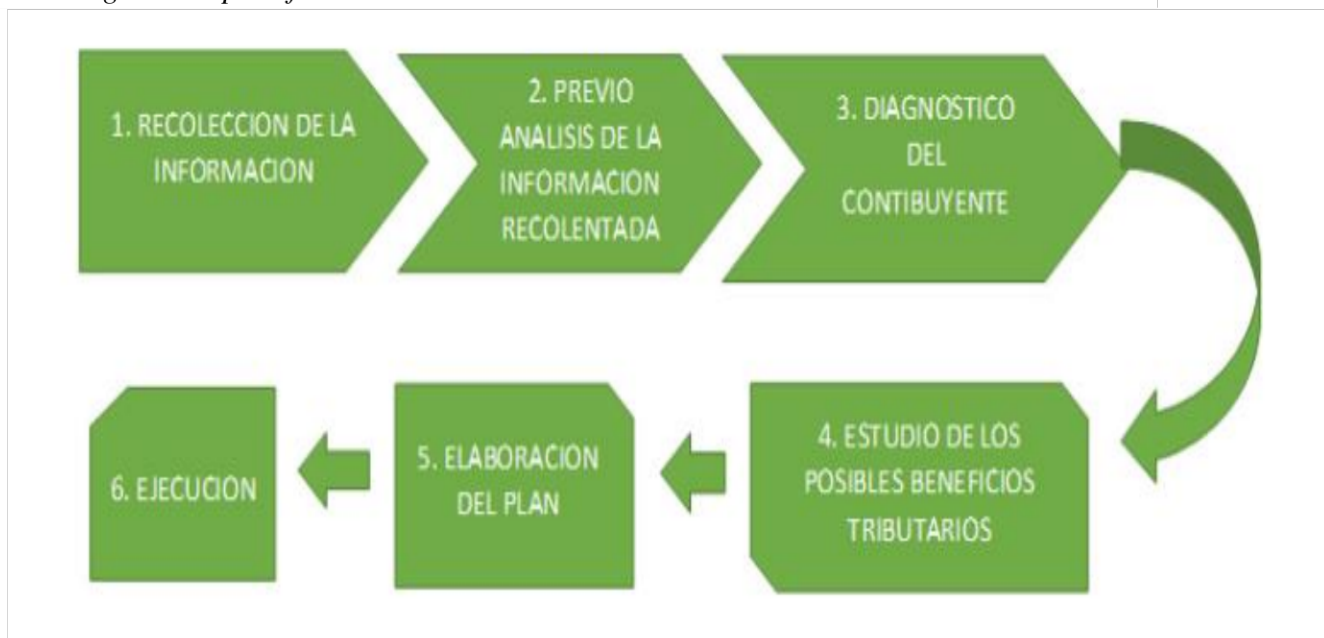 1. RECOLECCION DE LA
INFORMACION
2. PREVIO
ANALISIS DE LA
INFORMACION
RECOLENTADA
3. DIAGNOSTICO
DEL
CONTIBUYENTE
4. ESTUDIO DE LOS
POSIBLES BENEFICIOS
TRIBUTARIOS
5. ELABORACION
DEL PLAN
6. EJECUCION